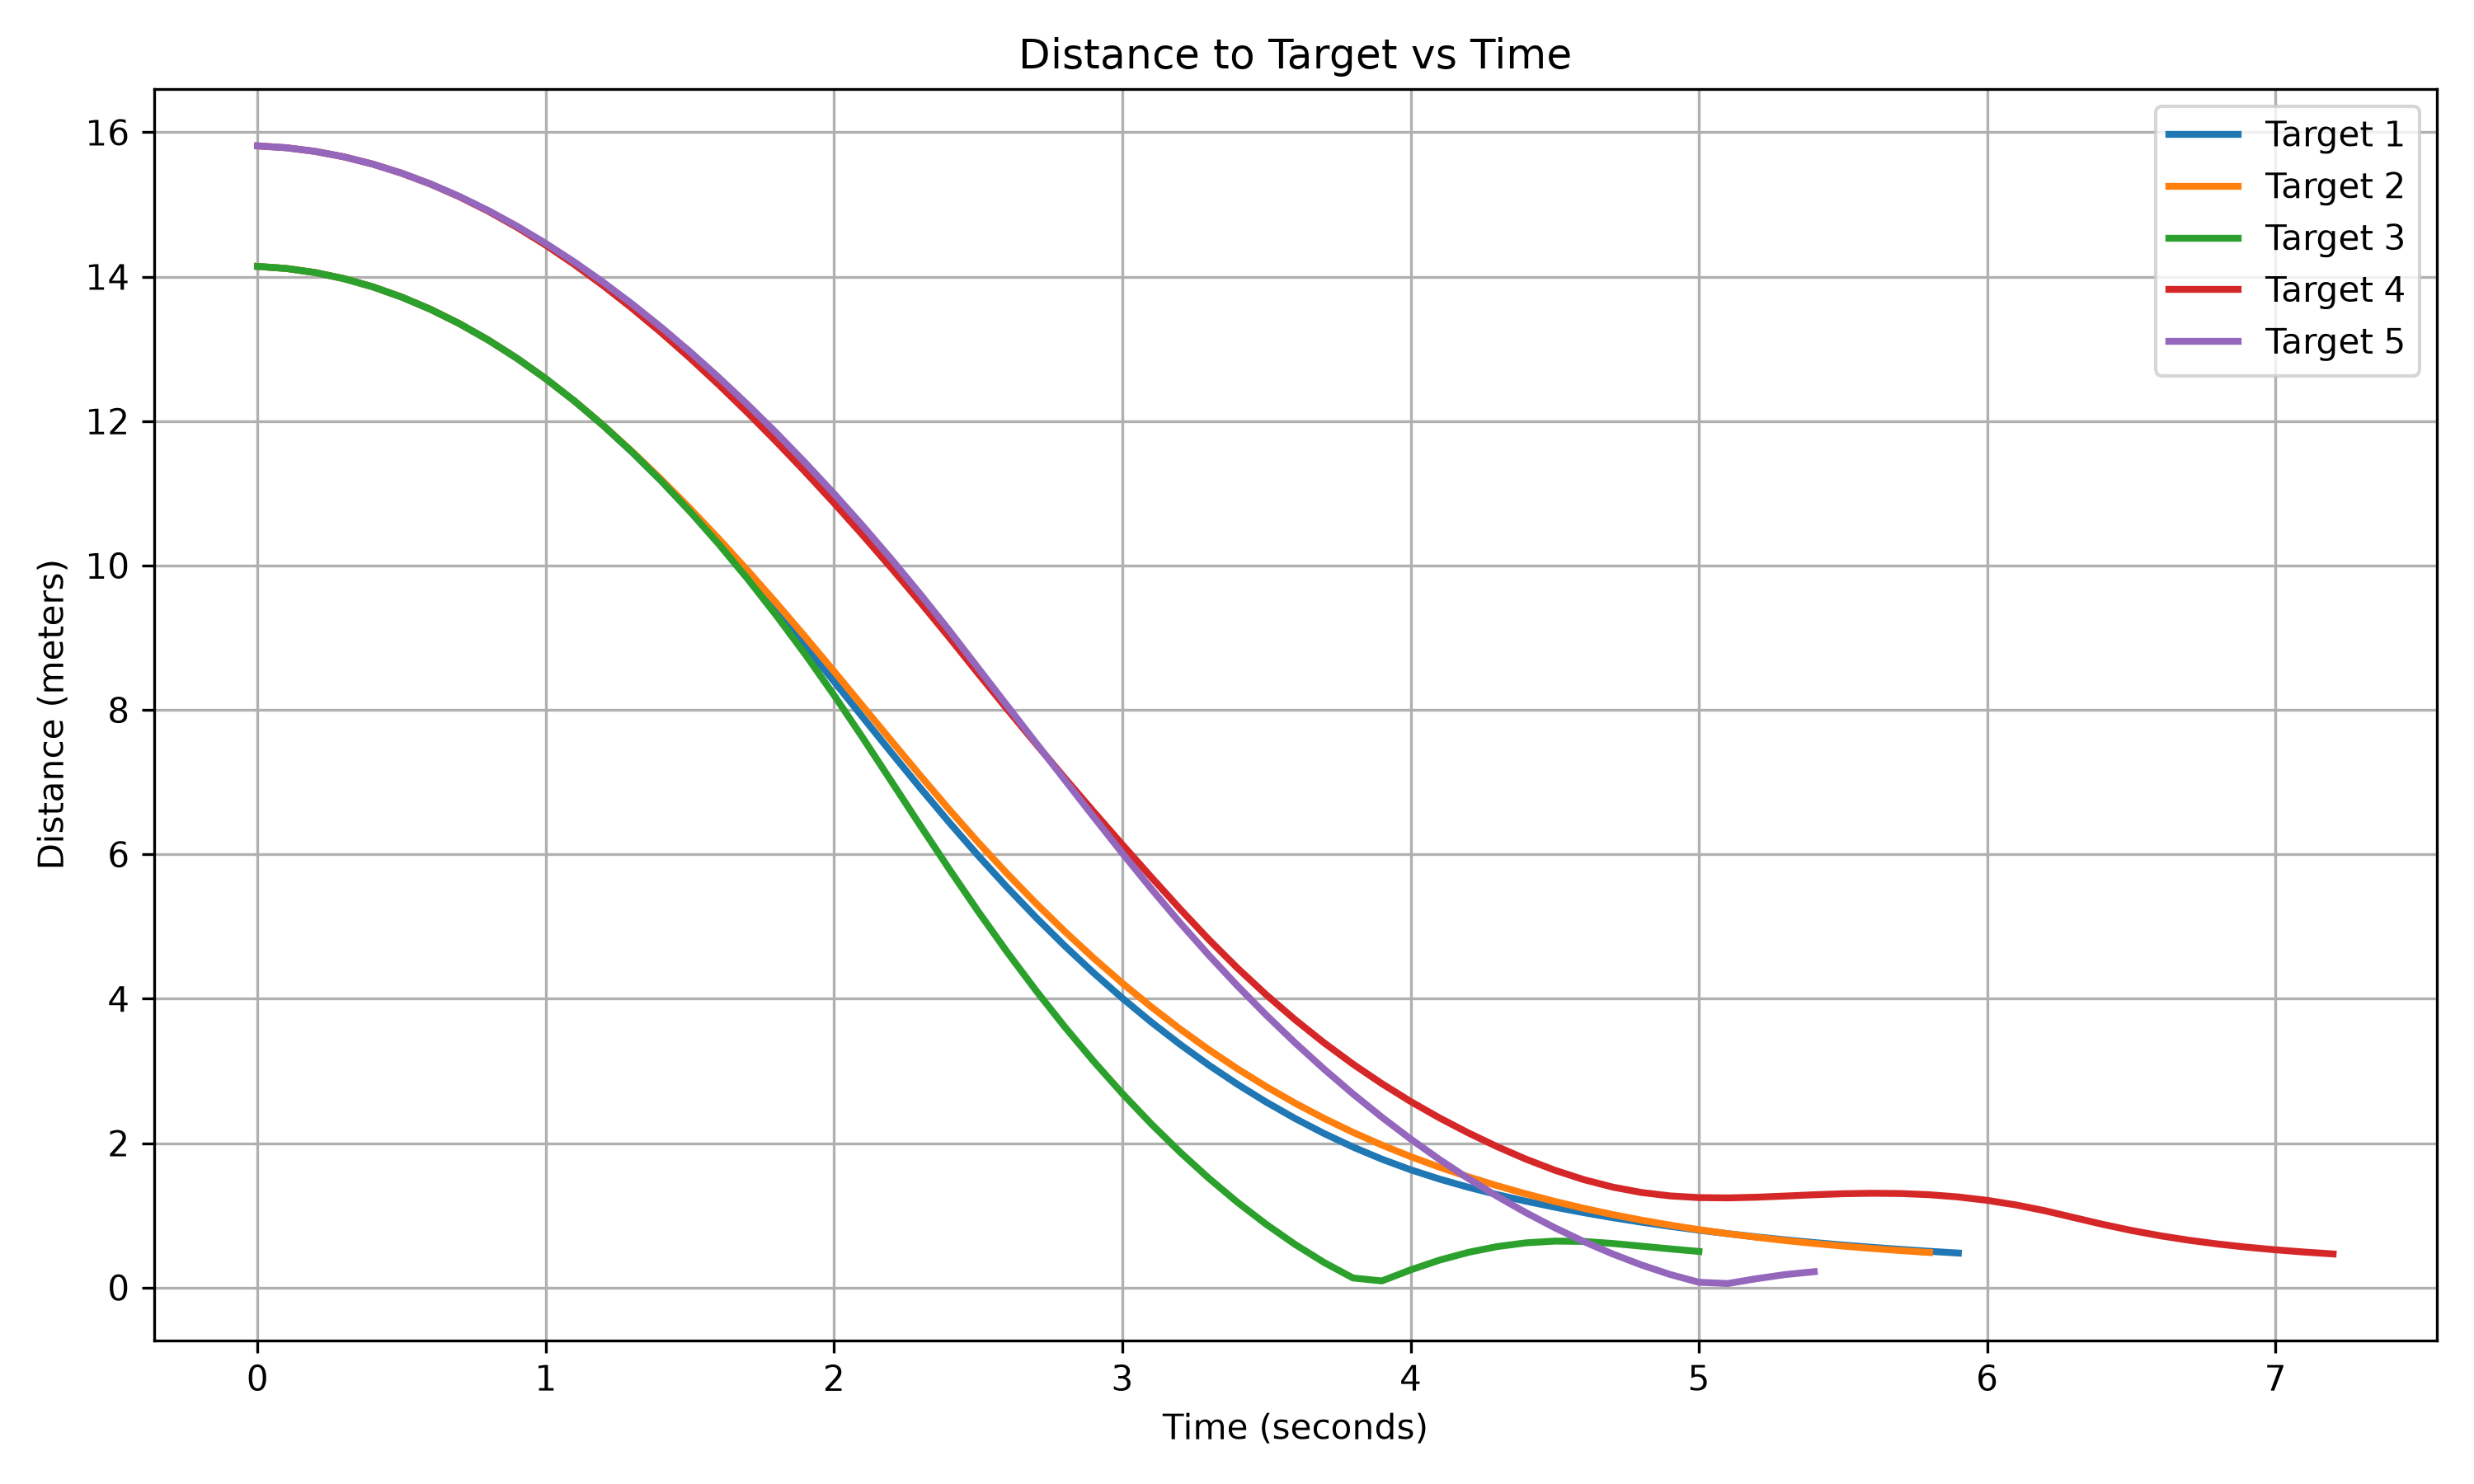 Distance to Target vs Time
Target 1
Target 2
Target 3
Target 4
Target 5
Distance (meters)
16
14
12
10
8
6
4
2
0
0 1 2 3 4 5 6 7
Time (seconds)